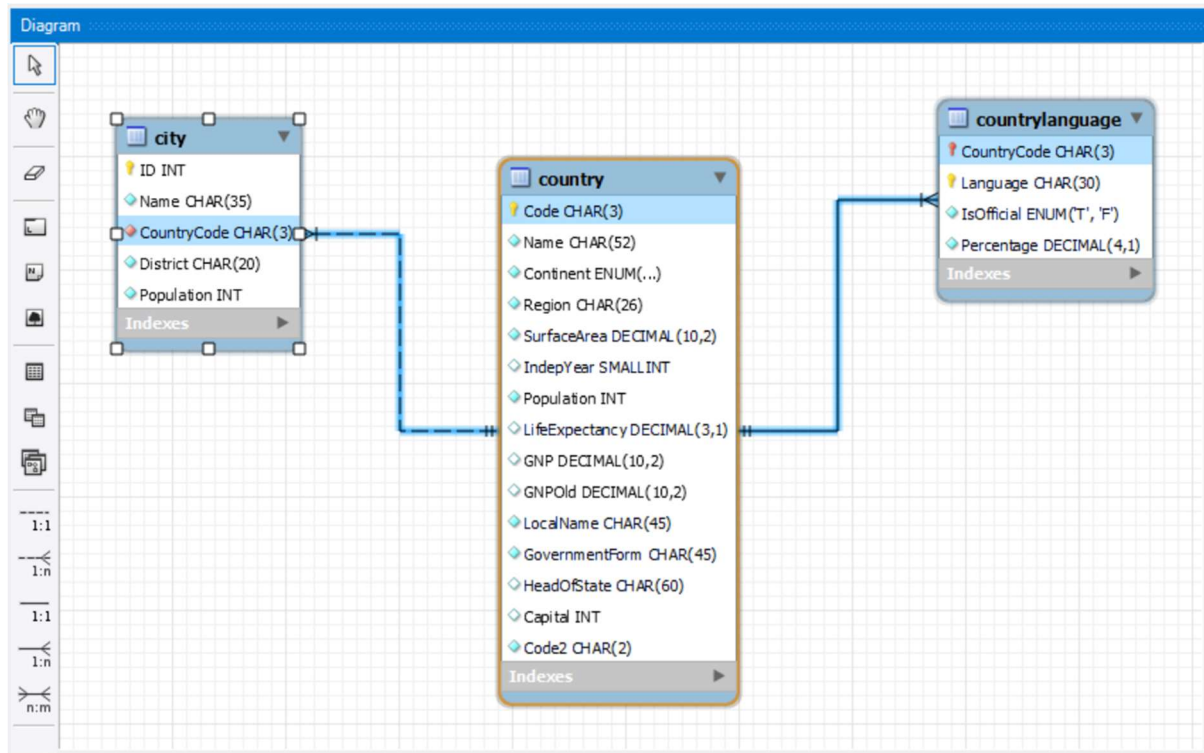 Diagram
city
ID INT
Name CHAR(35)
CountryCode CHAR(3)
District CHAR(20)
Population INT
Indexes
country
Code CHAR(3)
Name CHAR(52)
Continent ENUM(...)
Region CHAR(26)
SurfaceArea DECIMAL(10,2)
IndepYear SMALLINT
Population INT
LifeExpectancy DECIMAL(3,1)
GNP DECIMAL(10,2)
GNPOld DECIMAL(10,2)
LocalName CHAR(45)
GovernmentForm CHAR(45)
HeadOfState CHAR(60)
Capital INT
Code2 CHAR(2)
Indexes
countrylanguage
CountryCode CHAR(3)
Language CHAR(30)
IsOfficial ENUM('T', 'F')
Percentage DECIMAL(4,1)
Indexes
1:1
1:n
1:1
1:n
n:m